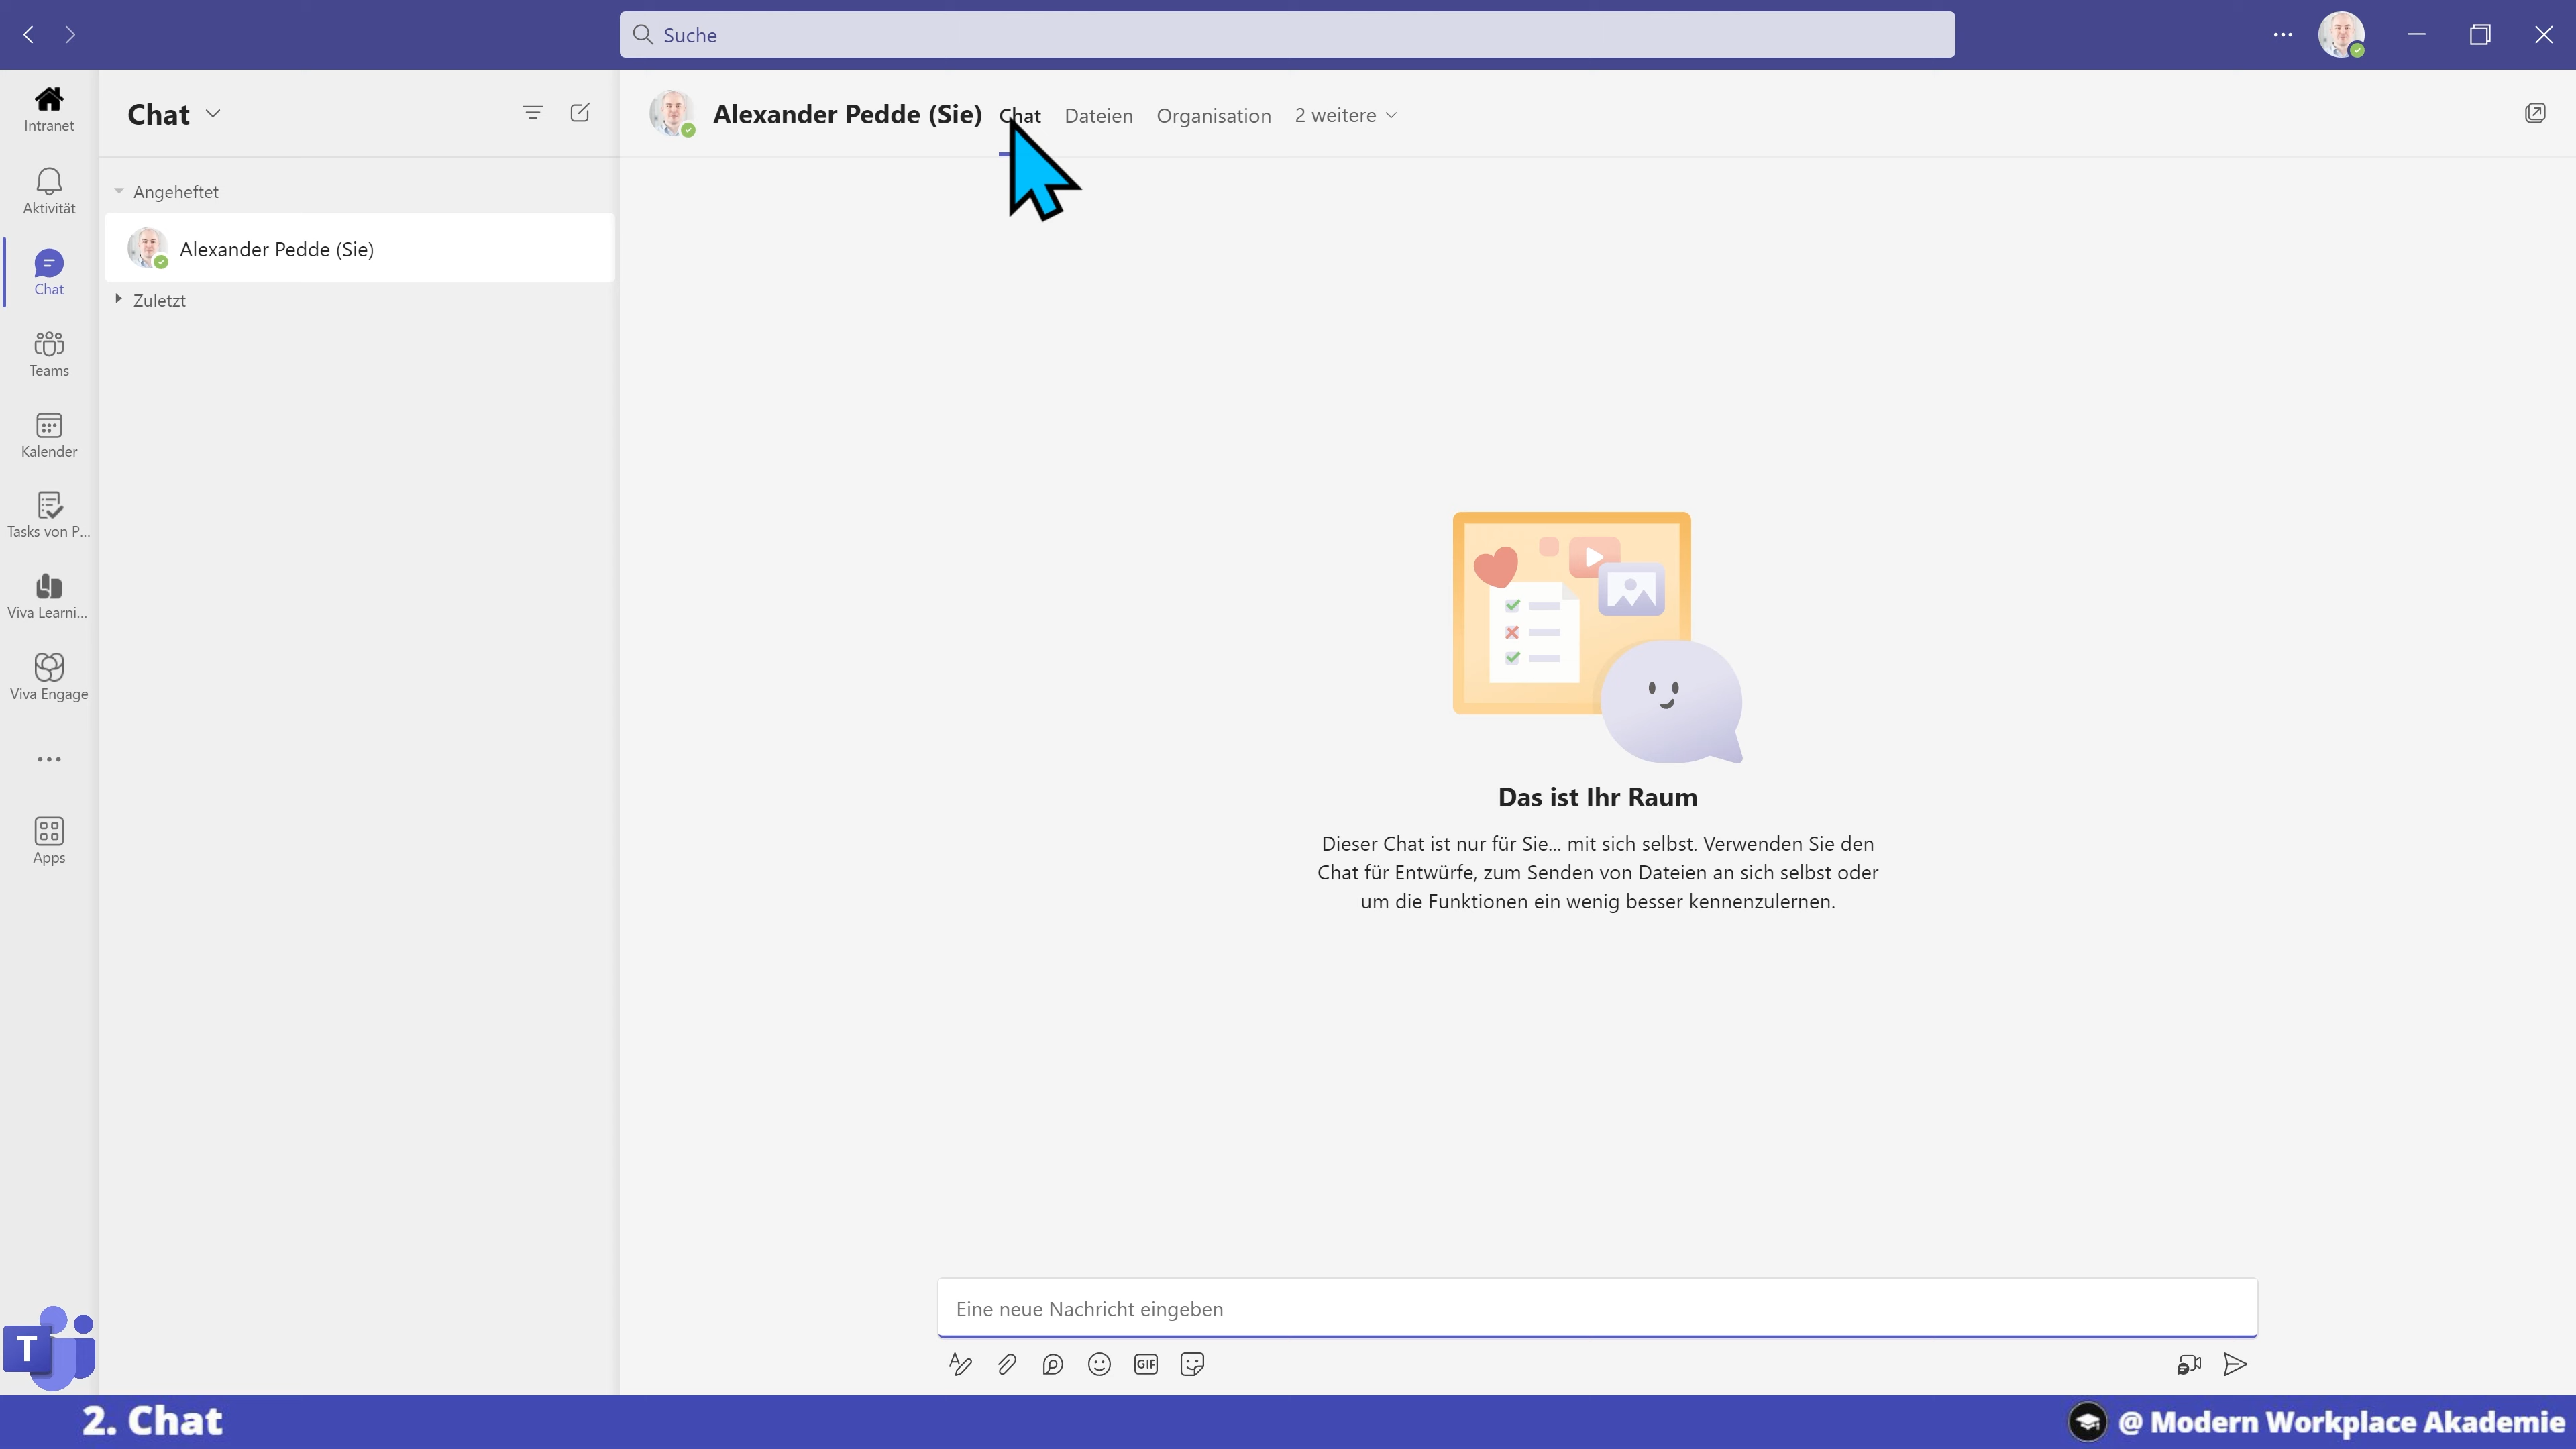 Suche
Intranet
Aktivität
Chat
Teams
Kalender
Tasks von P...
Viva Learni...
Viva Engage
Apps
Chat
Angeheftet
Alexander Pedde (Sie)
Zuletzt
Alexander Pedde (Sie) Chat Dateien Organisation 2 weitere
Das ist Ihr Raum
Dieser Chat ist nur für Sie... mit sich selbst. Verwenden Sie den
Chat für Entwürfe, zum Senden von Dateien an sich selbst oder
um die Funktionen ein wenig besser kennenzulernen.
Eine neue Nachricht eingeben
GIF
T
2. Chat
@ Modern Workplace Akademie